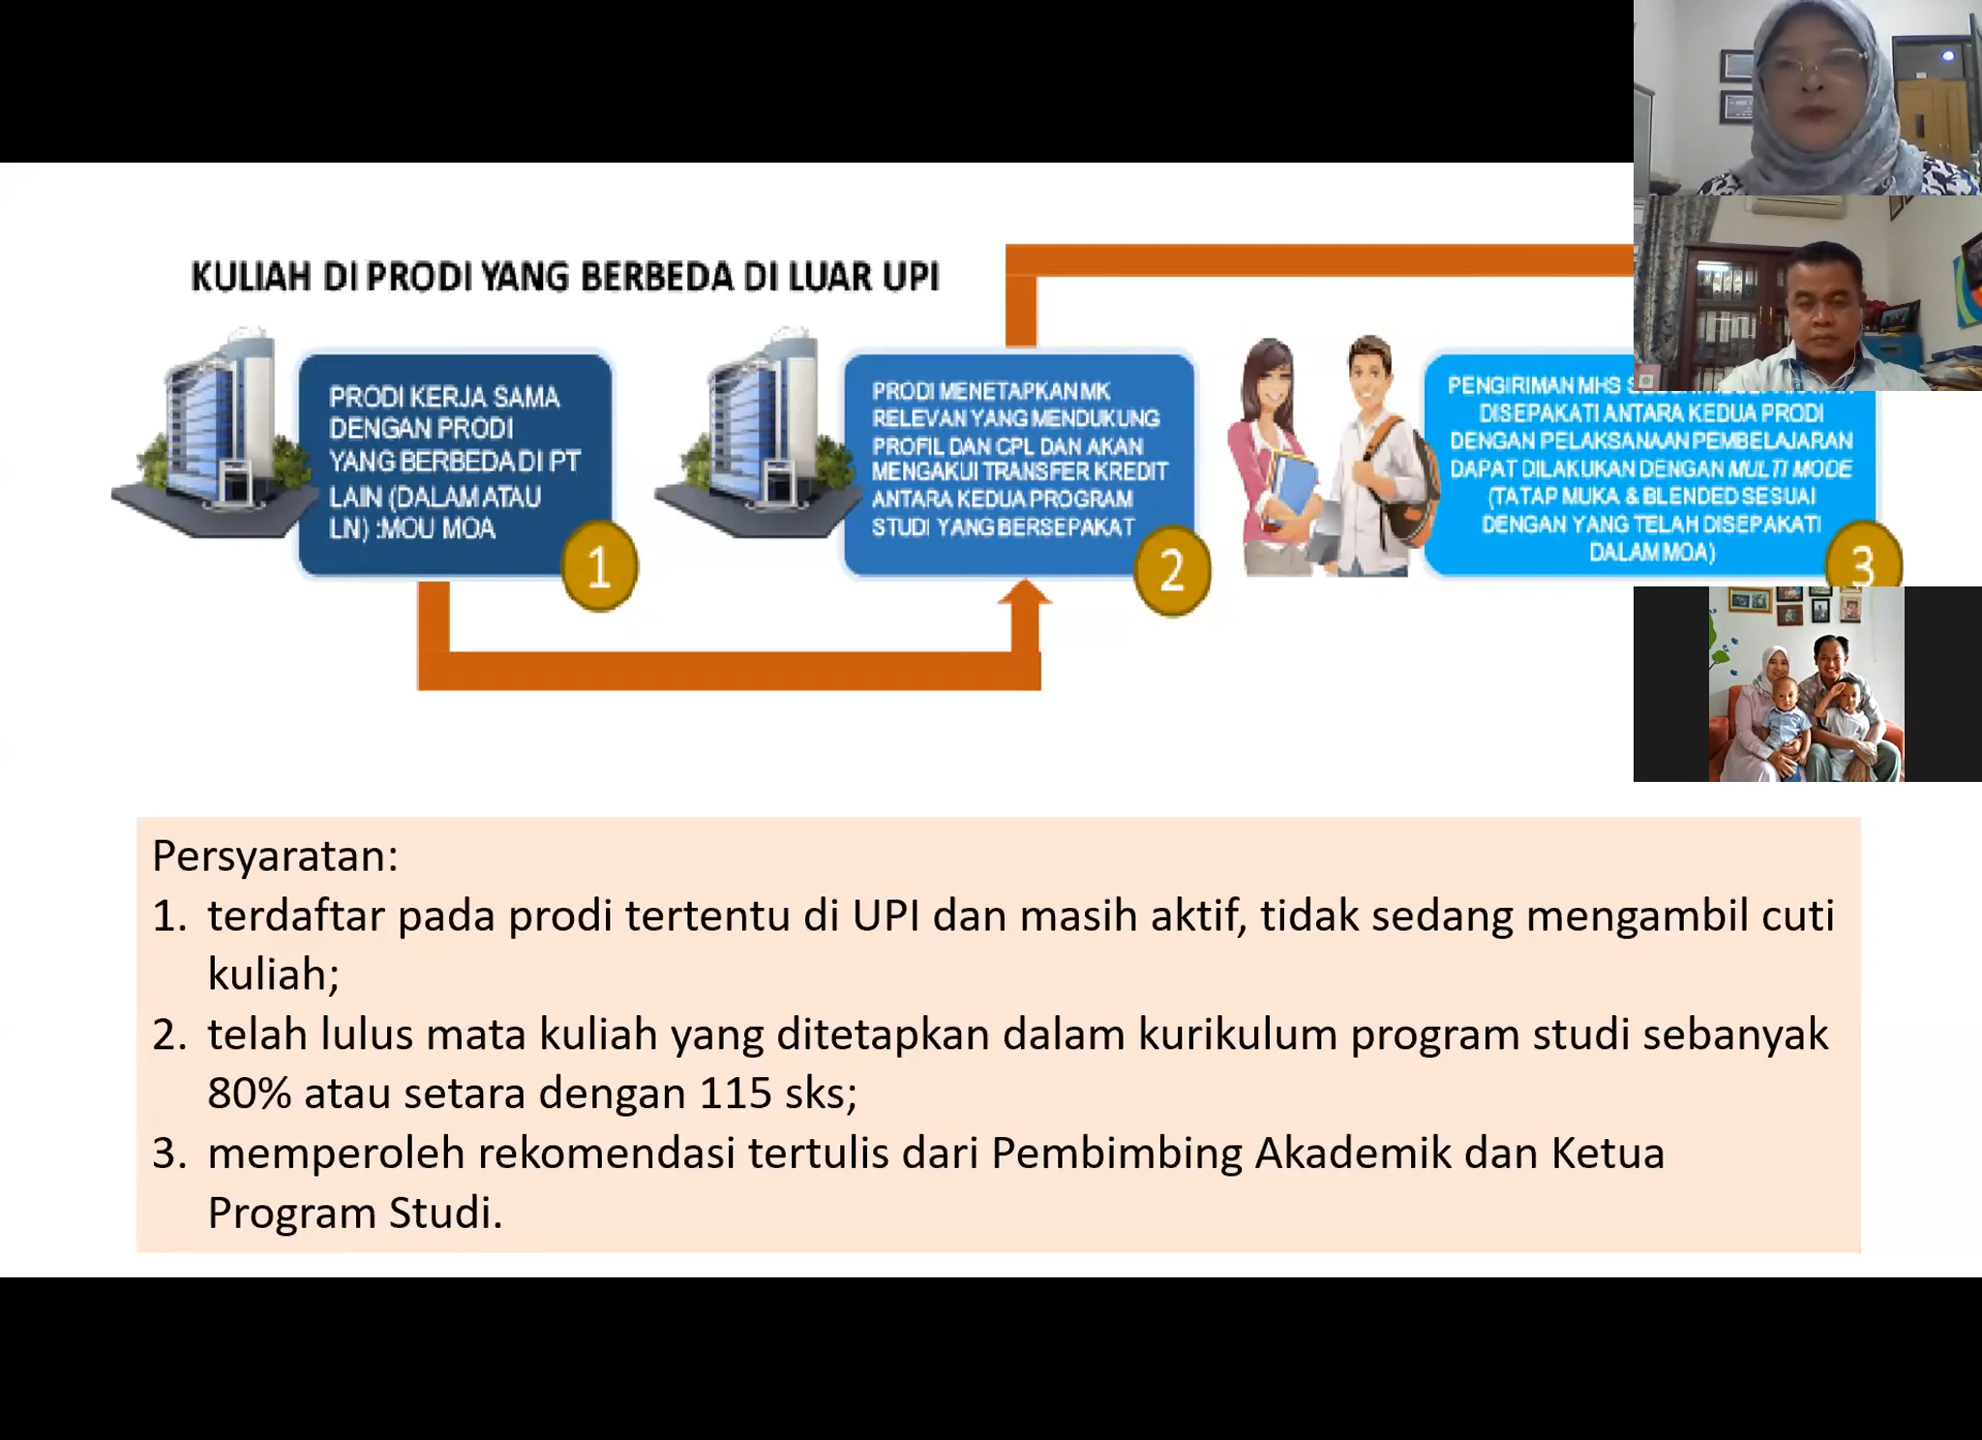 KULIAH DI PRODI YANG BERBEDA DI LUAR UPI
PRODI KERJA SAMA
DENGAN PRODI
YANG BERBEDA DI PT
LAIN (DALAM ATAU
LN) :MOU MOA
1
PRODI MENETAPKAN MK
RELEVAN YANG MENDUKUNG
PROFIL DAN CPL DAN AKAN
MENGAKUI TRANSFER KREDIT
ANTARA KEDUA PROGRAM
STUDI YANG BERSEPAKAT
2
PENGIRIMAN MHS
DISEPAKATI ANTARA KEDUA PRODI
DENGAN PELAKSANAAN PEMBELAJARAN
DAPAT DILAKUKAN DENGAN MULTI MODE
(TATAP MUKA & BLENDED SESUAI
DENGAN YANG TELAH DISEPAKATI
DALAM MOA)
3
Persyaratan:
1. terdaftar pada prodi tertentu di UPI dan masih aktif, tidak sedang mengambil cuti
kuliah;
2. telah lulus mata kuliah yang ditetapkan dalam kurikulum program studi sebanyak
80% atau setara dengan 115 sks;
3. memperoleh rekomendasi tertulis dari Pembimbing Akademik dan Ketua
Program Studi.